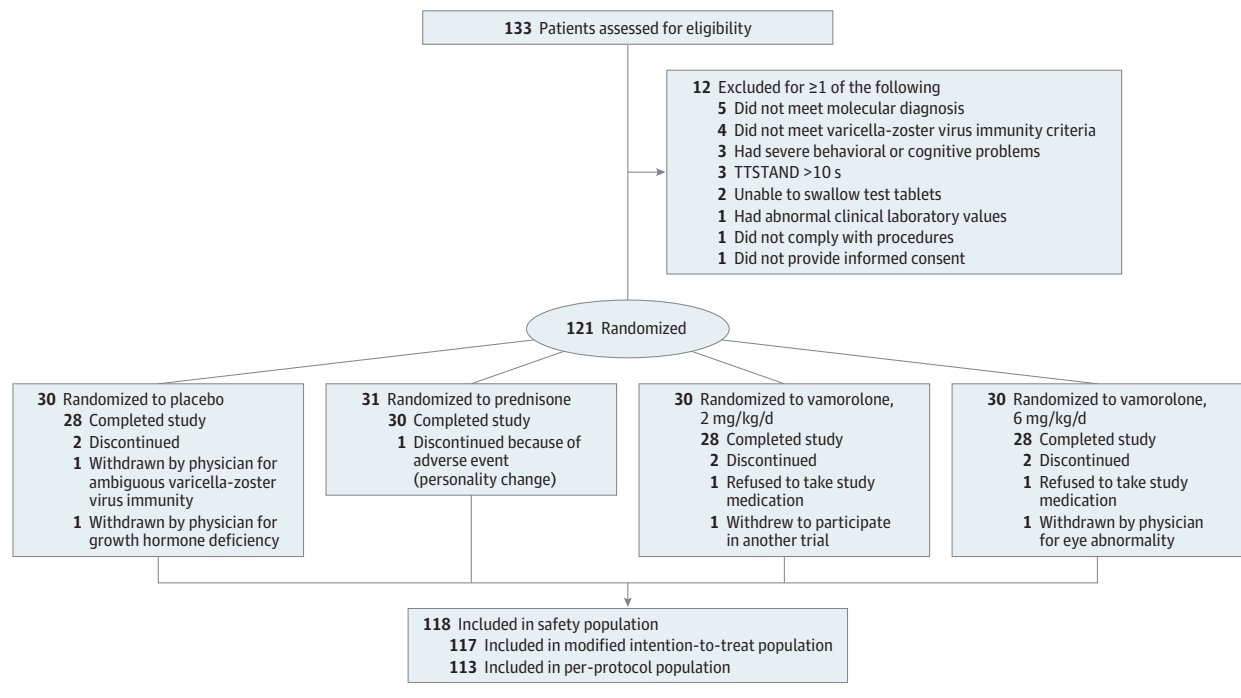 133 Patients assessed for eligibility
12 Excluded for ≥1 of the following
5 Did not meet molecular diagnosis
4 Did not meet varicella-zoster virus immunity criteria
3 Had severe behavioral or cognitive problems
3 TTSTAND >10 s
2 Unable to swallow test tablets
1 Had abnormal clinical laboratory values
1 Did not comply with procedures
1 Did not provide informed consent
121 Randomized
30 Randomized to placebo
28 Completed study
2 Discontinued
1 Withdrawn by physician for
ambiguous varicella-zoster
virus immunity
1 Withdrawn by physician for
growth hormone deficiency
31 Randomized to prednisone
30 Completed study
1 Discontinued because of
adverse event
(personality change)
30 Randomized to vamorolone,
2 mg/kg/d
28 Completed study
2 Discontinued
1 Refused to take study
medication
1 Withdrew to participate
in another trial
30 Randomized to vamorolone,
6 mg/kg/d
28 Completed study
2 Discontinued
1 Refused to take study
medication
1 Withdrawn by physician
for eye abnormality
118 Included in safety population
117 Included in modified intention-to-treat population
113 Included in per-protocol population